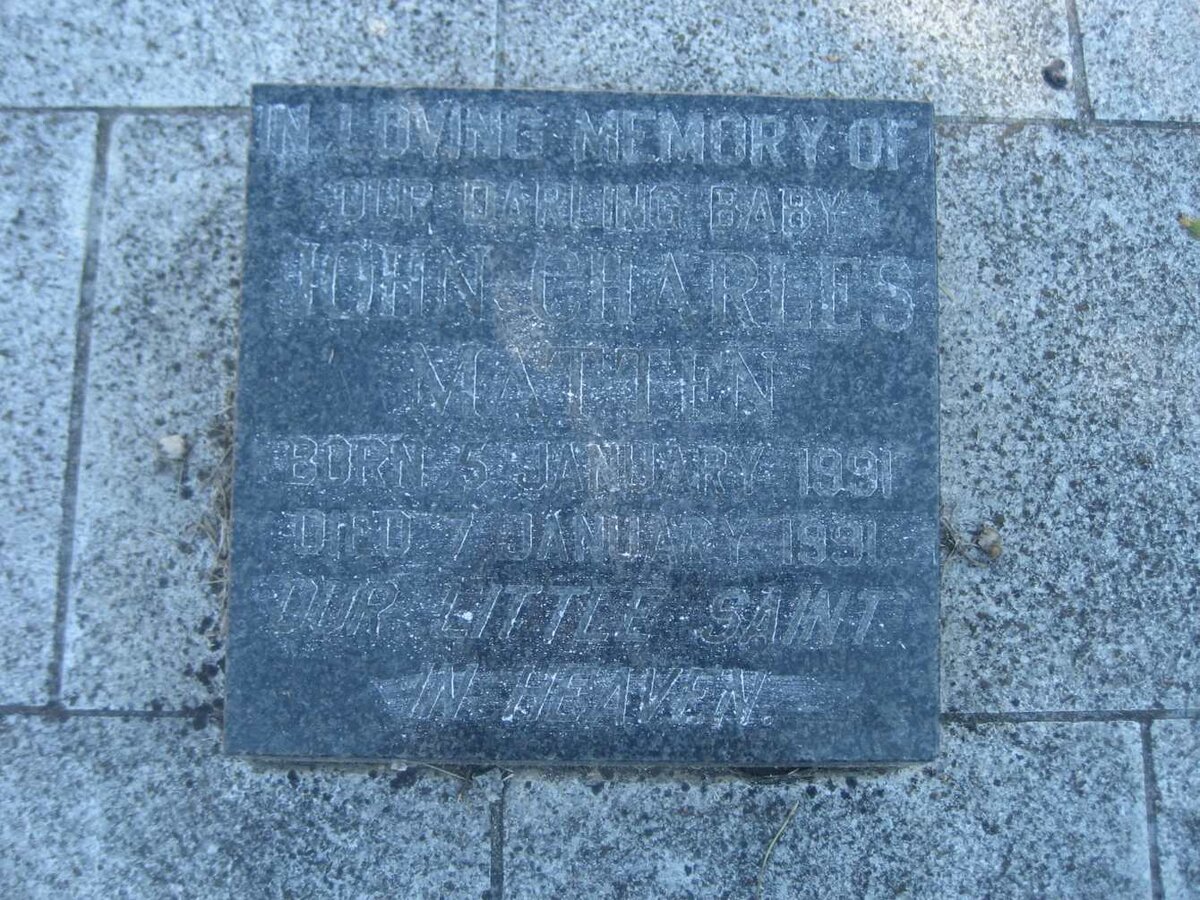 IN LOVING MEMORY OF
OUR DARLING BABY
JOHN CHARLES
MATTEN
BORN 5 JANUARY 1991
DIED 7 JANUARY 1991
OUR LITTLE SAINT
IN HEAVEN.